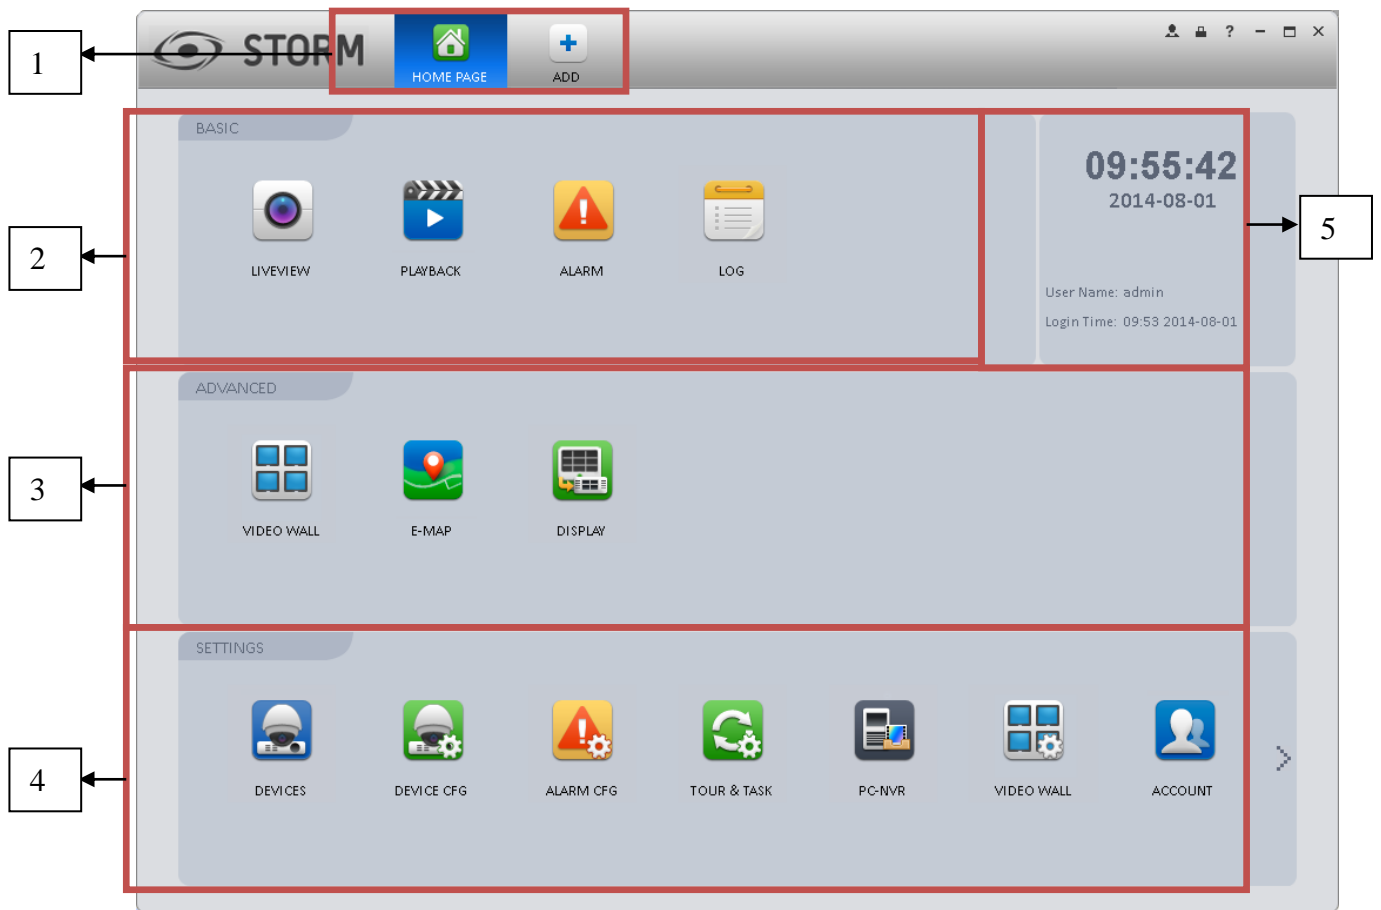 STORM
HOME PAGE
ADD
?
1
BASIC
09:55:42
2014-08-01
5
2
LIVEVIEW
PLAYBACK
ALARM
LOG
User Name: admin
Login Time: 09:53 2014-08-01
ADVANCED
3
VIDEO WALL
E-MAP
DISPLAY
SETTINGS
4
DEVICES
DEVICE CFG
ALARM CFG
TOUR & TASK
PC-NVR
VIDEO WALL
ACCOUNT